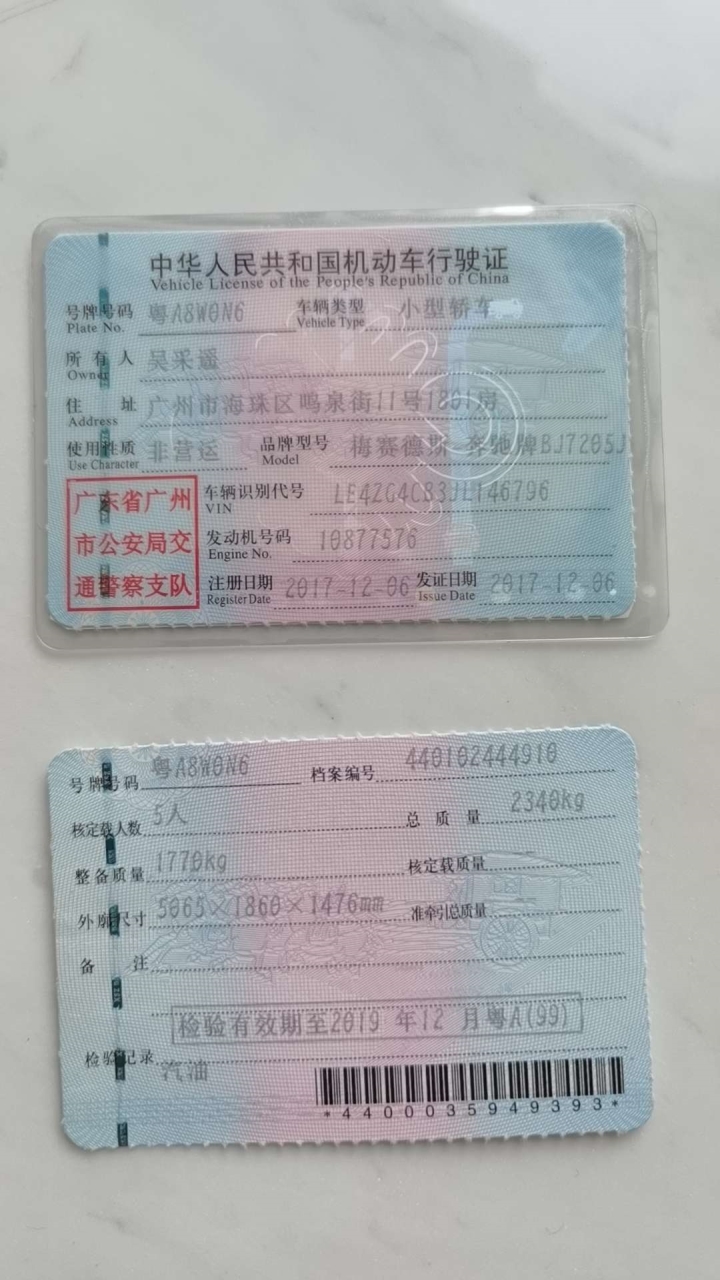 中华人民共和国机动车行驶证
Vehicle License of the People's Republic of China
号牌号码 粤A8W0N6 车辆类型 小型轿车
Plate No. Vehicle Type
所有人 吴采遥
Owner
住址 广州市海珠区鸣泉街11号1801房
Address
使用性质 非营运 品牌型号 梅赛德斯-奔驰牌BJ7205J
Use Character Model
广东省广州
市公安局交
通警察支队
车辆识别代号 LE4ZG4CB3JL146796
VIN
发动机号码 10877576
Engine No.
注册日期 2017-12-06 发证日期 2017-12-06
Register Date Issue Date
号牌号码 粤A8W0N6 档案编号 440102444910
核定载人数 5人 总质量 2340kg
整备质量 1770kg 核定载质量
外廓尺寸 5065×1860×1476mm 准牵引总质量
备注
检验有效期至2019 年12 月粤A(99)
检验记录 汽油
*4400035949393*